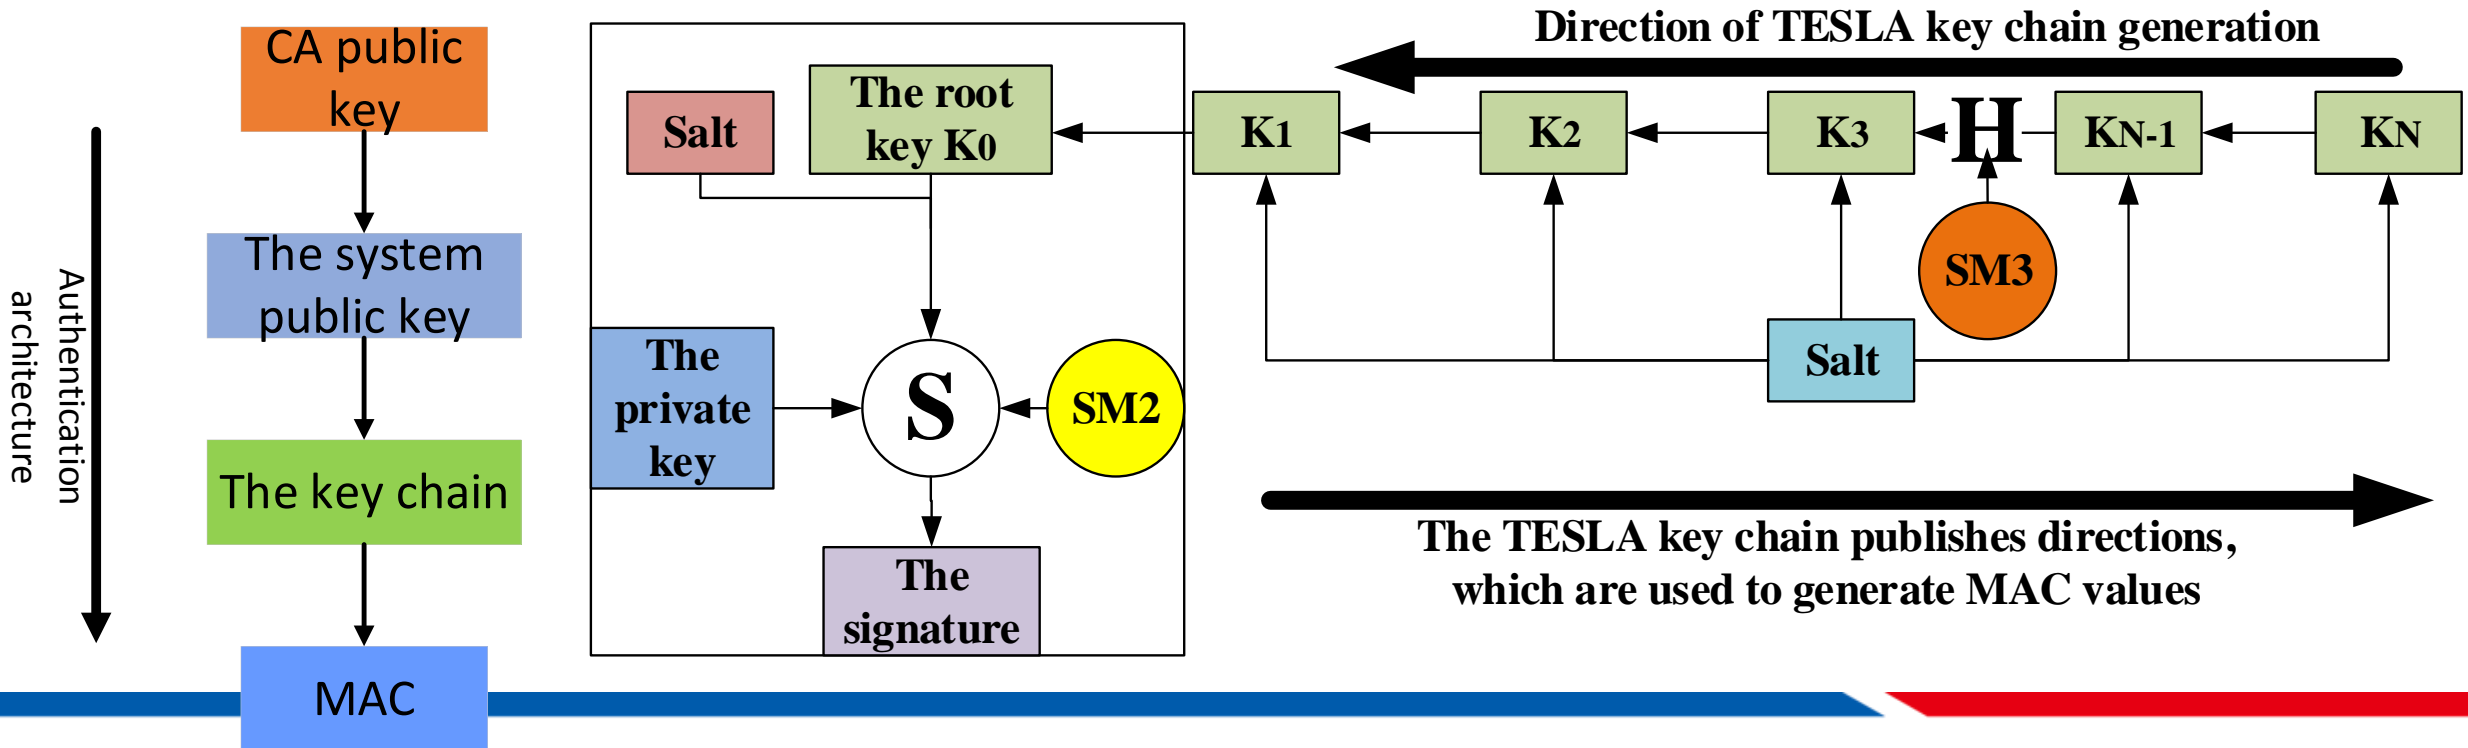 Authentication
architecture
CA public
key
The system
public key
The key chain
MAC
Salt
The root
key K0
The
private
key
S
SM2
The
signature
Direction of TESLA key chain generation
K1
K2
K3
H
KN-1
KN
SM3
Salt
The TESLA key chain publishes directions,
which are used to generate MAC values